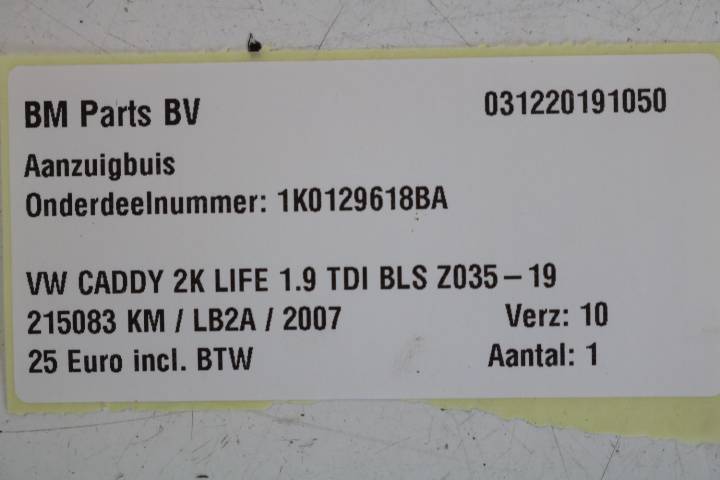 BM Parts BV 031220191050
Aanzuigbuis
Onderdeelnummer: 1K0129618BA
VW CADDY 2K LIFE 1.9 TDI BLS Z035-19
215083 KM / LB2A / 2007 Verz: 10
25 Euro incl. BTW Aantal: 1